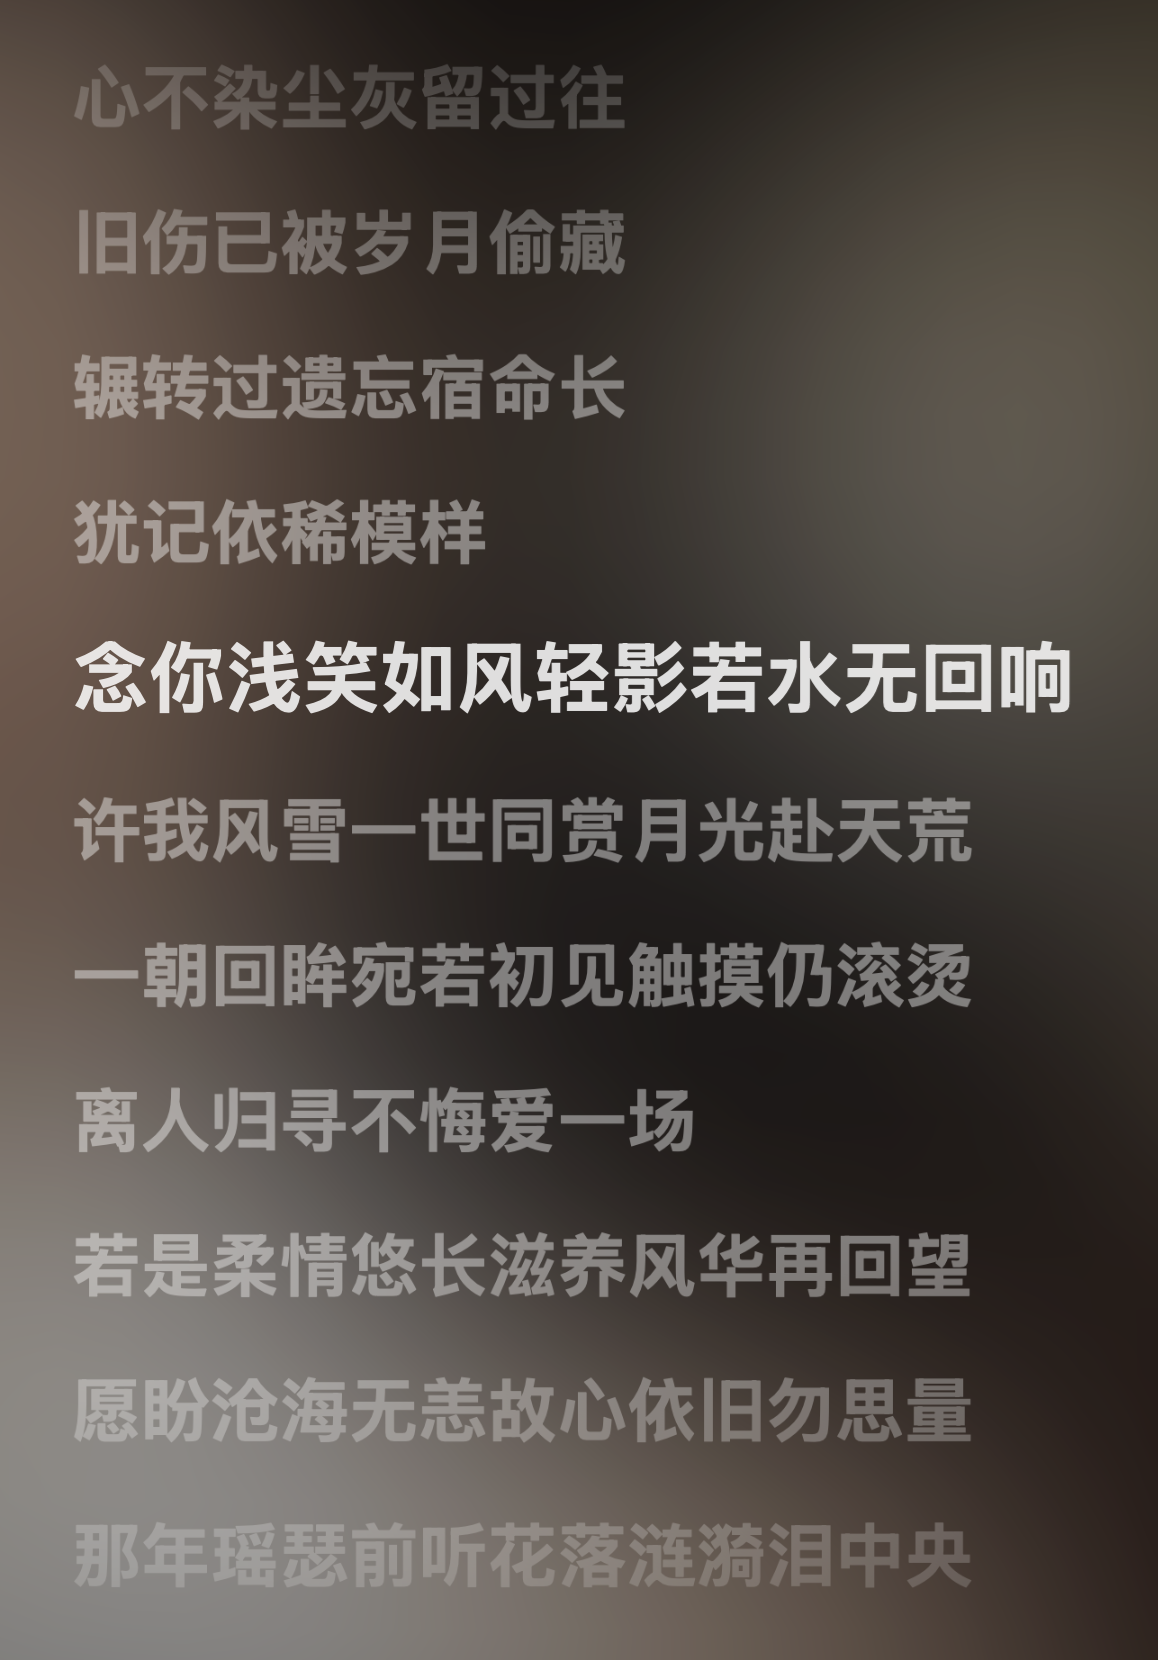 心不染尘灰留过往
旧伤已被岁月偷藏
辗转过遗忘宿命长
犹记依稀模样
念你浅笑如风轻影若水无回响
许我风雪一世同赏月光赴天荒
一朝回眸宛若初见触摸仍滚烫
离人归寻不悔爱一场
若是柔情悠长滋养风华再回望
愿盼沧海无恙故心依旧勿思量
那年瑶瑟前听花落涟漪泪中央